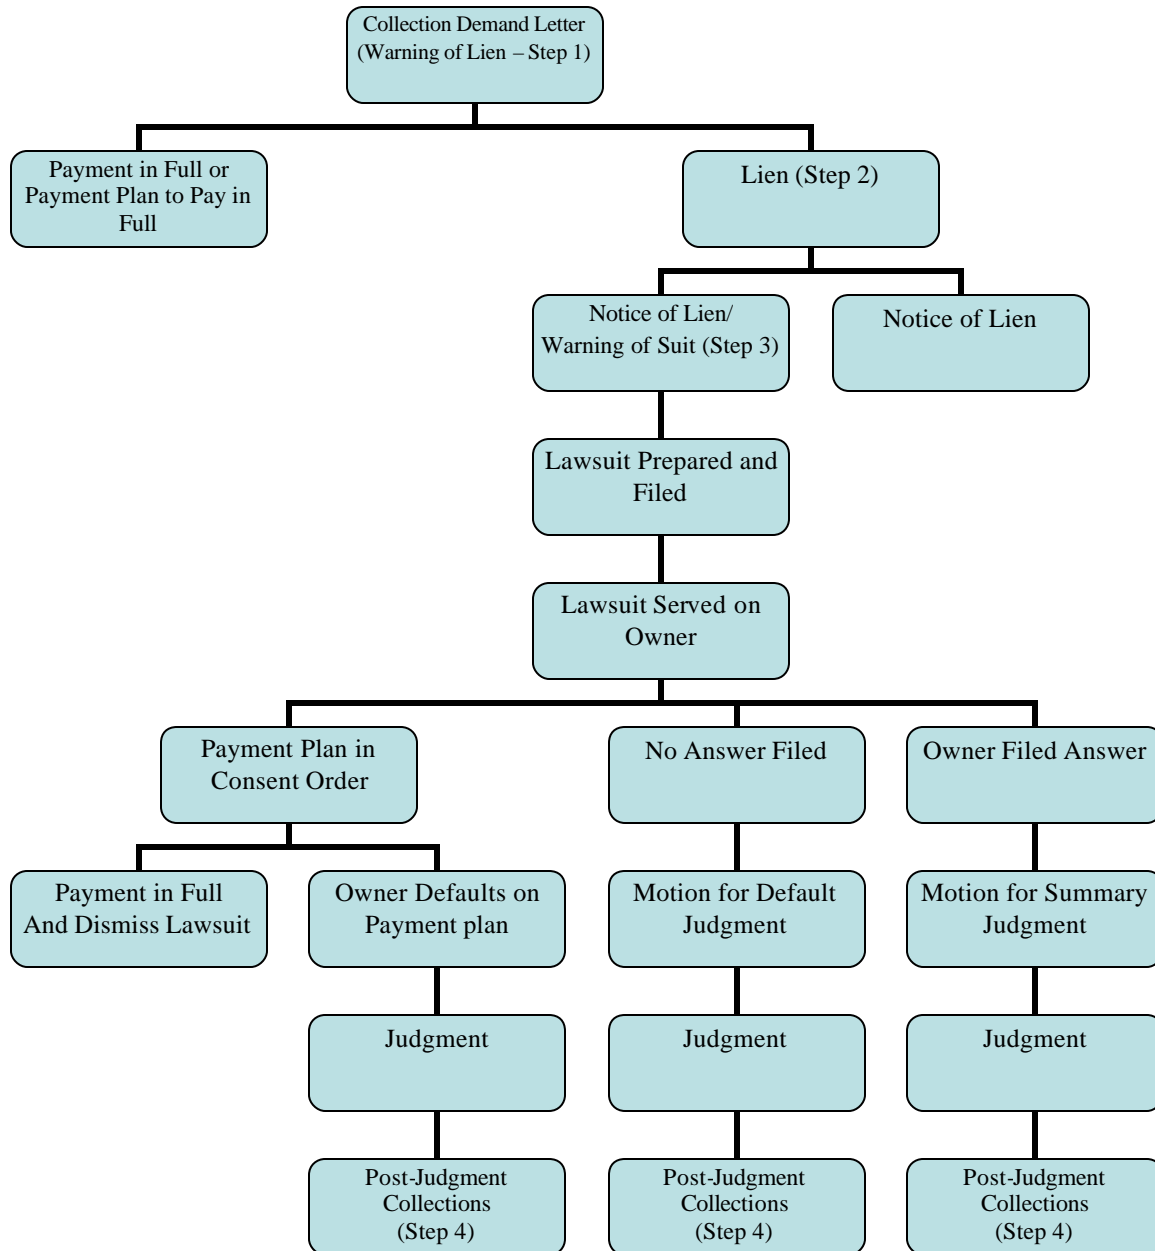 Collection Demand Letter
(Warning of Lien – Step 1)
Payment in Full or
Payment Plan to Pay in
Full
Lien (Step 2)
Notice of Lien/
Warning of Suit (Step 3)
Notice of Lien
Lawsuit Prepared and
Filed
Lawsuit Served on
Owner
Payment Plan in
Consent Order
No Answer Filed
Owner Filed Answer
Payment in Full
And Dismiss Lawsuit
Owner Defaults on
Payment plan
Motion for Default
Judgment
Motion for Summary
Judgment
Judgment
Judgment
Judgment
Post-Judgment
Collections
(Step 4)
Post-Judgment
Collections
(Step 4)
Post-Judgment
Collections
(Step 4)